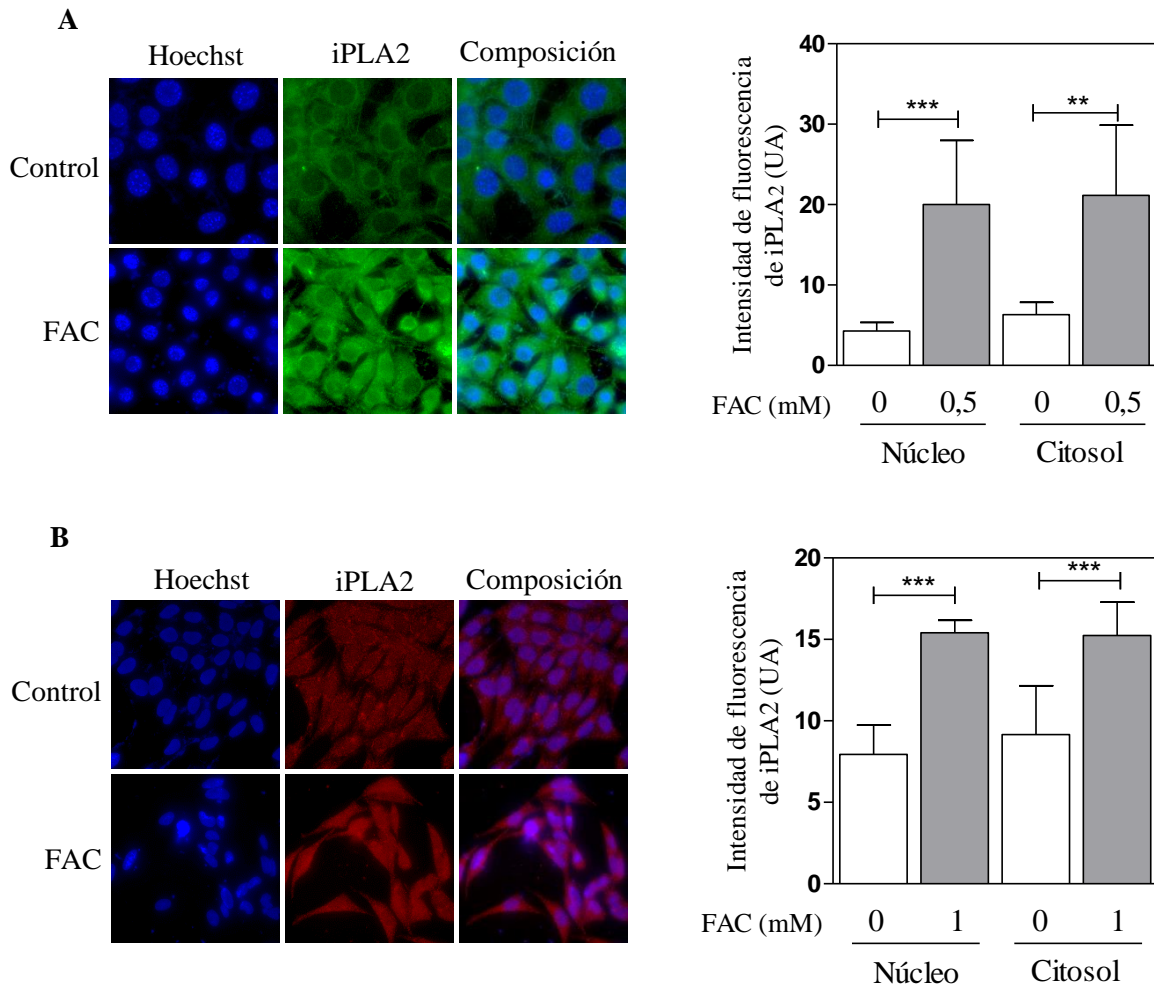 A
Hoechst iPLA2 Composición
Control
FAC
Intensidad de fluorescencia
de iPLA2 (UA)
40
30
20
10
0
*** **
FAC (mM) 0 0,5 0 0,5
Núcleo Citosol
B
Hoechst iPLA2 Composición
Control
FAC
Intensidad de fluorescencia
de iPLA2 (UA)
20
15
10
5
0
*** ***
FAC (mM) 0 1 0 1
Núcleo Citosol